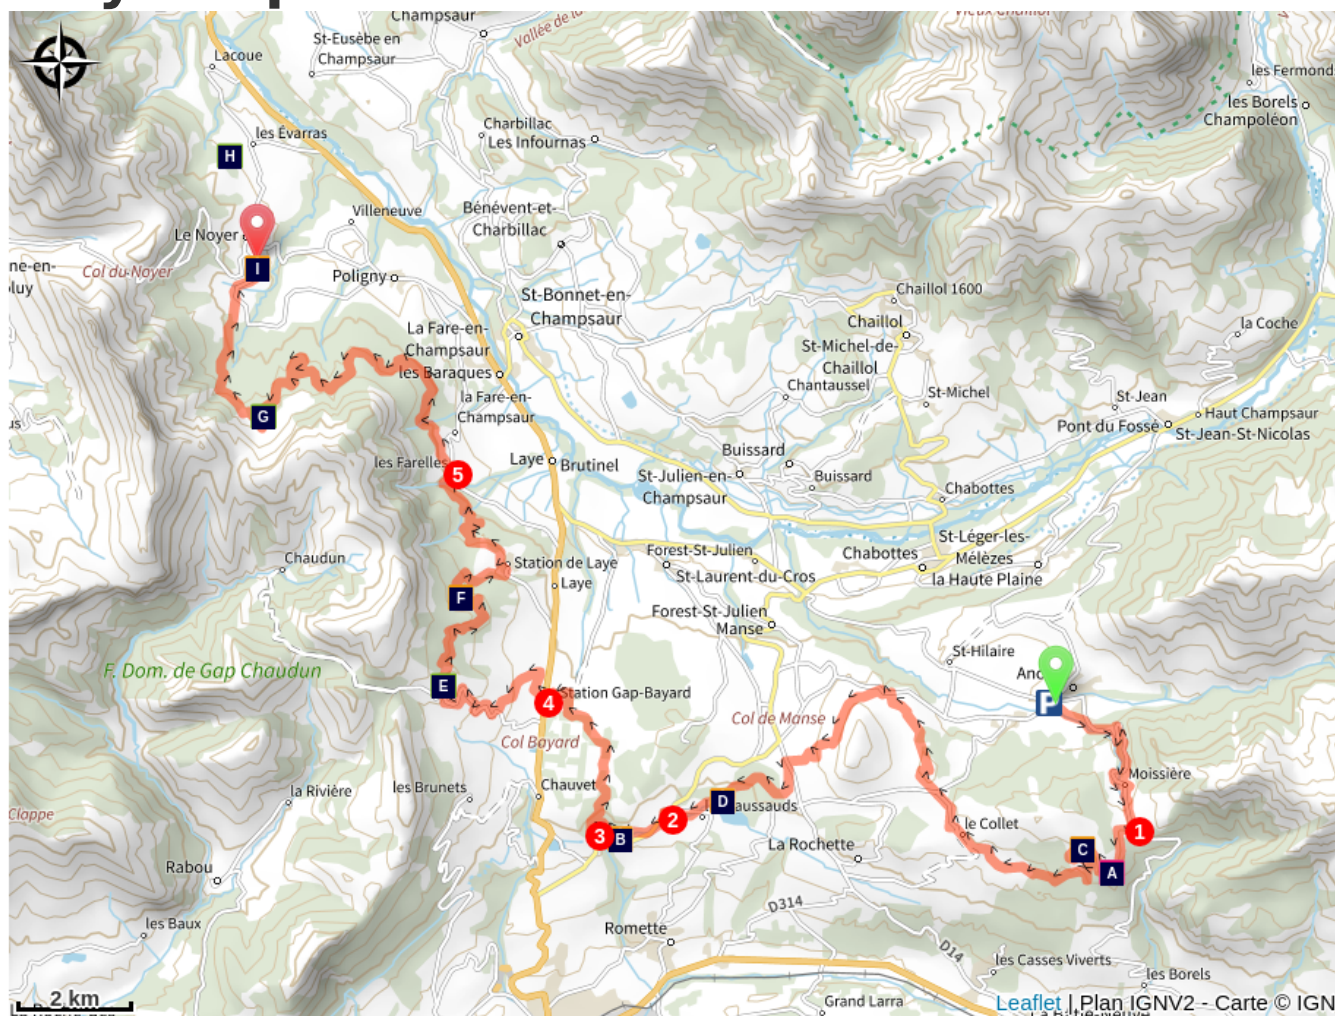 Champsaur
Vallée de la
St-Eusèbe en
Champsaur
Lacoue
les Fermond
les Borels
Champoléon
les Évarras
Charbillac
Les Infournas
H
Villeneuve
Bénévent-et-
Charbillac
Le Noyer
Col du Noyer
ne-en-
oluy
I
Poligny
St-Bonnet-en-
Champsaur
Chaillol 1600
Chaillol
la Coche
La Fare-en-
Champsaur
les Baraques
St-Michel-de-
Chaillol
Chantaussel
St-Michel
la Fare-en-
Champsaur
St-Jean
Haut Champsaur
Pont du Fossé
St-Jean-St-Nicolas
G
us
les Farelles
5
Laye
Brutinel
Buissard
St-Julien-en-
Champsaur
Buissard
Chabottes
Chaudun
Station de Laye
Laye
Forest-St-Julien
St-Laurent-du-Cros
Chabottes
St-Léger-les-
Mélèzes
la Haute Plaine
F
Forest-St-Julien
Manse
F. Dom. de Gap Chaudun
St-Hilaire
Anc
P
E
4
Station Gap-Bayard
Col Bayard
Col de Manse
Moissière
les Brunets
Chauvet
la Rivière
Clappe
D
aussauds
2
3
B
1
le Collet
La Rochette
C
A
Rabou
les Baux
D314
Romette
D14
les Casses Viverts
les Borels
2 km
Grand Larra
Leaflet | Plan IGNV2 - Carte © IGN